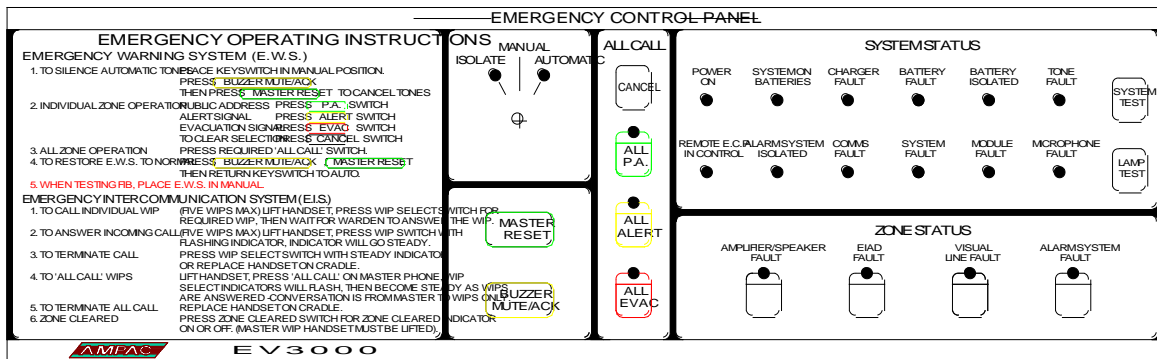 EMERGENCY CONTROL PANEL
EMERGENCY OPERATING INSTRUCTIONS
EMERGENCY WARNING SYSTEM (E.W.S.)
1. TO SILENCE AUTOMATIC TONES PLACE KEYSWITCH IN MANUAL POSITION.
PRESS BUZZER MUTE/ACK
THEN PRESS MASTER RESET TO CANCEL TONES
2. INDIVIDUAL ZONE OPERATION PUBLIC ADDRESS PRESS P.A. SWITCH
ALERT SIGNAL PRESS ALERT SWITCH
EVACUATION SIGNAL PRESS EVAC SWITCH
TO CLEAR SELECTION PRESS CANCEL SWITCH
3. ALL ZONE OPERATION PRESS REQUIRED 'ALL CALL' SWITCH.
4. TO RESTORE E.W.S. TO NORMAL PRESS BUZZER MUTE/ACK , MASTER RESET
THEN RETURN KEYSWITCH TO AUTO.
5. WHEN TESTING FIB, PLACE E.W.S. IN MANUAL
EMERGENCY INTERCOMMUNICATION SYSTEM (E.I.S.)
1. TO CALL INDIVIDUAL WIP (FIVE WIPS MAX) LIFT HANDSET, PRESS WIP SELECT SWITCH FOR
REQUIRED WIP, THEN WAIT FOR WARDEN TO ANSWER THE WIP.
2. TO ANSWER INCOMING CALL (FIVE WIPS MAX) LIFT HANDSET, PRESS WIP SWITCH WITH
FLASHING INDICATOR, INDICATOR WILL GO STEADY.
3. TO TERMINATE CALL PRESS WIP SELECT SWITCH WITH STEADY INDICATOR
OR REPLACE HANDSET ON CRADLE.
4. TO 'ALL CALL' WIPS LIFT HANDSET, PRESS 'ALL CALL' ON MASTER PHONE, WIP
SELECT INDICATORS WILL FLASH, THEN BECOME STEADY AS WIPS
ARE ANSWERED - CONVERSATION IS FROM MASTER TO WIPS ONLY
5. TO TERMINATE ALL CALL REPLACE HANDSET ON CRADLE.
6. ZONE CLEARED PRESS ZONE CLEARED SWITCH FOR ZONE CLEARED INDICATOR
ON OR OFF. (MASTER WIP HANDSET MUST BE LIFTED).
MANUAL
ISOLATE AUTOMATIC
MASTER
RESET
BUZZER
MUTE/ACK
ALL CALL
CANCEL
ALL
P.A.
ALL
ALERT
ALL
EVAC
SYSTEM STATUS
POWER ON
SYSTEM ON BATTERIES
CHARGER FAULT
BATTERY FAULT
BATTERY ISOLATED
TONE FAULT
SYSTEM TEST
REMOTE E.C.P. IN CONTROL
ALARM SYSTEM ISOLATED
COMMS FAULT
SYSTEM FAULT
MODULE FAULT
MICROPHONE FAULT
LAMP TEST
ZONE STATUS
AMPLIFIER/SPEAKER FAULT
EIAD FAULT
VISUAL LINE FAULT
ALARM SYSTEM FAULT
AMPAC EV3000